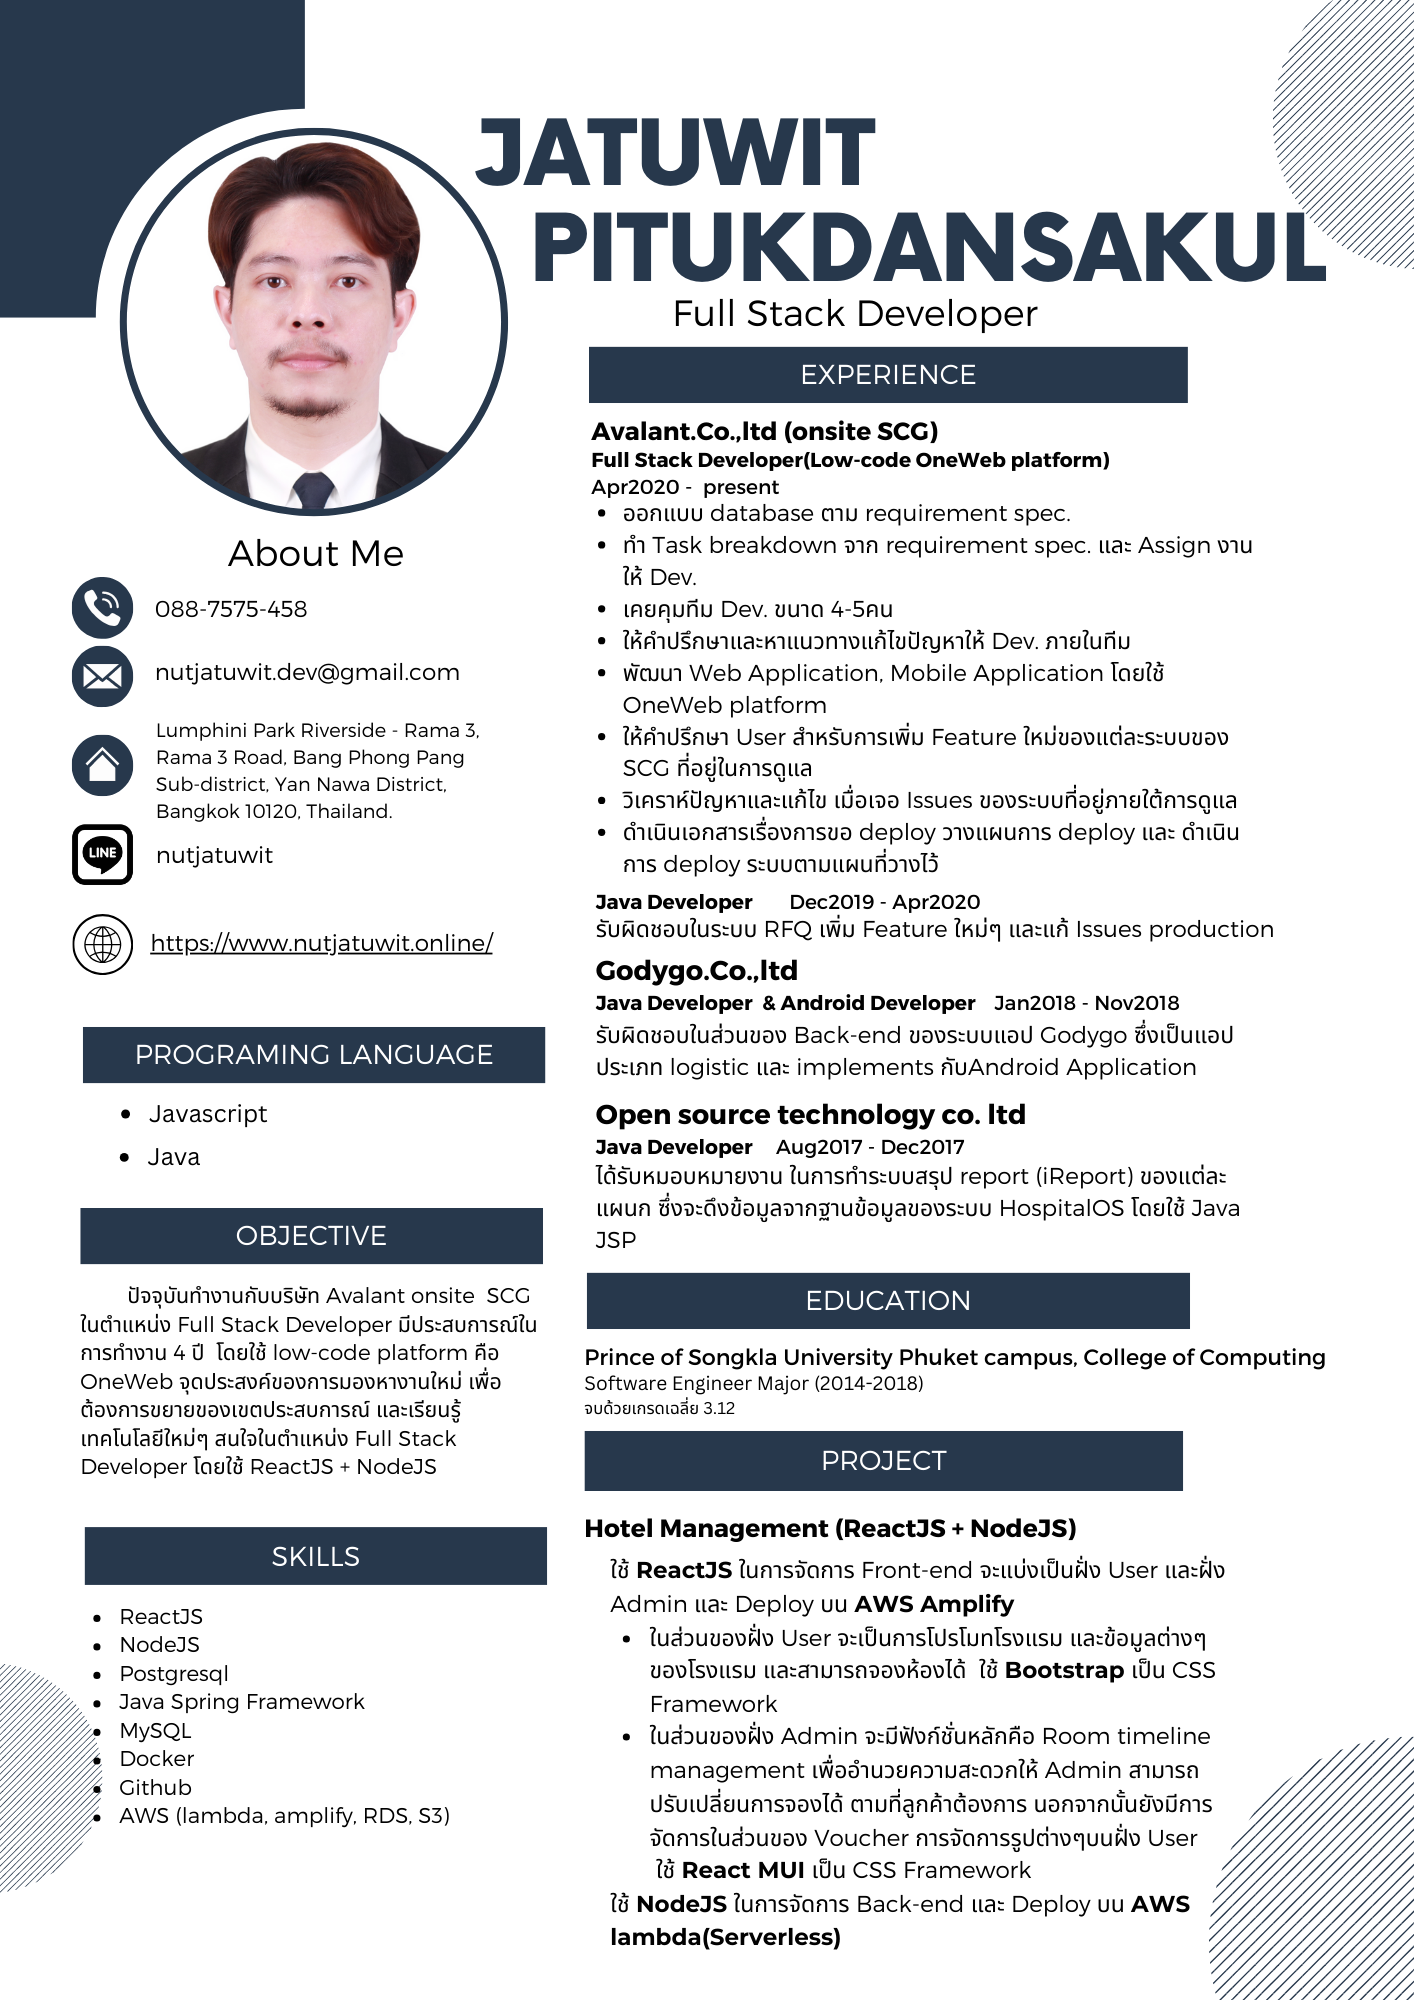 JATUWIT
PITUKDANSAKUL
Full Stack Developer
About Me
088-7575-458
nutjatuwit.dev@gmail.com
Lumphini Park Riverside - Rama 3,
Rama 3 Road, Bang Phong Pang
Sub-district, Yan Nawa District,
Bangkok 10120, Thailand.
LINE
nutjatuwit
https://www.nutjatuwit.online/
PROGRAMING LANGUAGE
• Javascript
• Java
OBJECTIVE
ปัจจุบันทำงานกับบริษัท Avalant onsite SCG
ในตำแหน่ง Full Stack Developer มีประสบการณ์ใน
การทำงาน 4 ปี โดยใช้ low-code platform คือ
OneWeb จุดประสงค์ของการมองหางานใหม่ เพื่อ
ต้องการขยายของเขตประสบการณ์ และเรียนรู้
เทคโนโลยีใหม่ๆ สนใจในตำแหน่ง Full Stack
Developer โดยใช้ ReactJS + NodeJS
SKILLS
• ReactJS
• NodeJS
• Postgresql
• Java Spring Framework
• MySQL
• Docker
• Github
• AWS (lambda, amplify, RDS, S3)
EXPERIENCE
Avalant.Co.,ltd (onsite SCG)
Full Stack Developer(Low-code OneWeb platform)
Apr2020 - present
• ออกแบบ database ตาม requirement spec.
• ทำ Task breakdown จาก requirement spec. และ Assign งาน
ให้ Dev.
• เคยคุมทีม Dev. ขนาด 4-5คน
• ให้คำปรึกษาและหาแนวทางแก้ไขปัญหาให้ Dev. ภายในทีม
• พัฒนา Web Application, Mobile Application โดยใช้
OneWeb platform
• ให้คำปรึกษา User สำหรับการเพิ่ม Feature ใหม่ของแต่ละระบบของ
SCG ที่อยู่ในการดูแล
• วิเคราห์ปัญหาและแก้ไข เมื่อเจอ Issues ของระบบที่อยู่ภายใต้การดูแล
• ดำเนินเอกสารเรื่องการขอ deploy วางแผนการ deploy และ ดำเนิน
การ deploy ระบบตามแผนที่วางไว้
Java Developer Dec2019 - Apr2020
รับผิดชอบในระบบ RFQ เพิ่ม Feature ใหม่ๆ และแก้ Issues production
Godygo.Co.,ltd
Java Developer & Android Developer Jan2018 - Nov2018
รับผิดชอบในส่วนของ Back-end ของระบบแอป Godygo ซึ่งเป็นแอป
ประเภท logistic และ implements กับAndroid Application
Open source technology co. ltd
Java Developer Aug2017 - Dec2017
ได้รับหมอบหมายงาน ในการทำระบบสรุป report (iReport) ของแต่ละ
แผนก ซึ่งจะดึงข้อมูลจากฐานข้อมูลของระบบ HospitalOS โดยใช้ Java
JSP
EDUCATION
Prince of Songkla University Phuket campus, College of Computing
Software Engineer Major (2014-2018)
จบด้วยเกรดเฉลี่ย 3.12
PROJECT
Hotel Management (ReactJS + NodeJS)
ใช้ ReactJS ในการจัดการ Front-end จะแบ่งเป็นฝั่ง User และฝั่ง
Admin และ Deploy บน AWS Amplify
• ในส่วนของฝั่ง User จะเป็นการโปรโมทโรงแรม และข้อมูลต่างๆ
ของโรงแรม และสามารถจองห้องได้ ใช้ Bootstrap เป็น CSS
Framework
• ในส่วนของฝั่ง Admin จะมีฟังก์ชั่นหลักคือ Room timeline
management เพื่ออำนวยความสะดวกให้ Admin สามารถ
ปรับเปลี่ยนการจองได้ ตามที่ลูกค้าต้องการ นอกจากนั้นยังมีการ
จัดการในส่วนของ Voucher การจัดการรูปต่างๆบนฝั่ง User
ใช้ React MUI เป็น CSS Framework
ใช้ NodeJS ในการจัดการ Back-end และ Deploy บน AWS
lambda(Serverless)